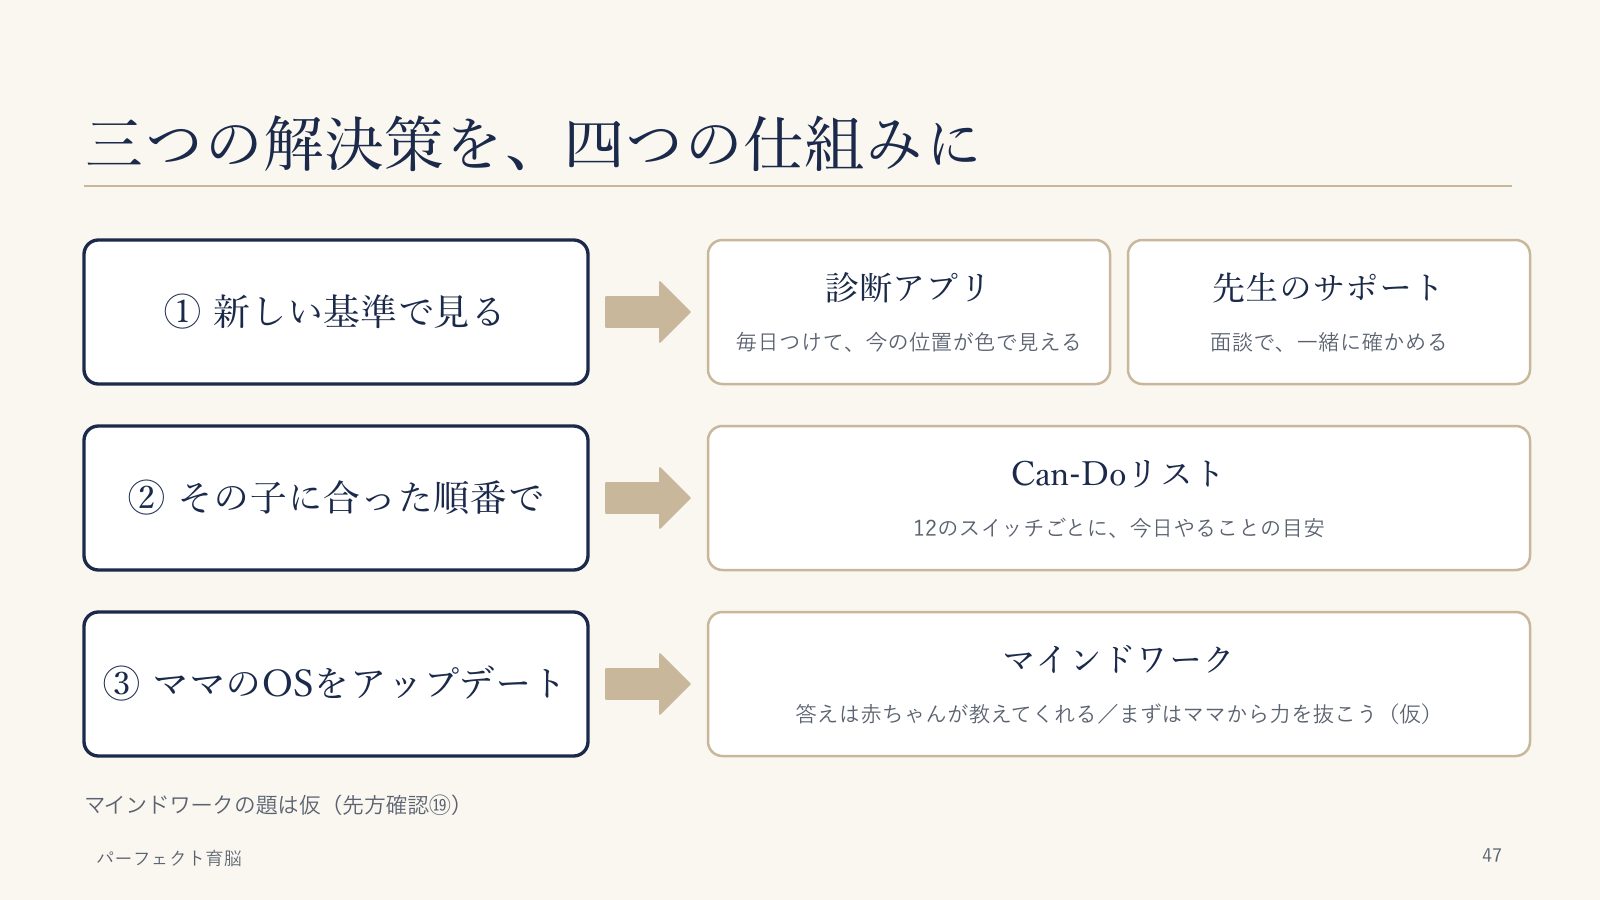 三つの解決策を、四つの仕組みに
① 新しい基準で見る
診断アプリ
毎日つけて、今の位置が色で見える
先生のサポート
面談で、一緒に確かめる
② その子に合った順番で
Can-Doリスト
12のスイッチごとに、今日やることの目安
③ ママのOSをアップデート
マインドワーク
答えは赤ちゃんが教えてくれる／まずはママから力を抜こう（仮）
マインドワークの題は仮（先方確認⑲）
パーフェクト育脳
47